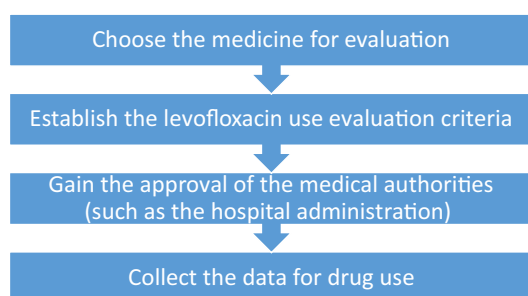 Choose the medicine for evaluation
Establish the levofloxacin use evaluation criteria
Gain the approval of the medical authorities
(such as the hospital administration)
Collect the data for drug use